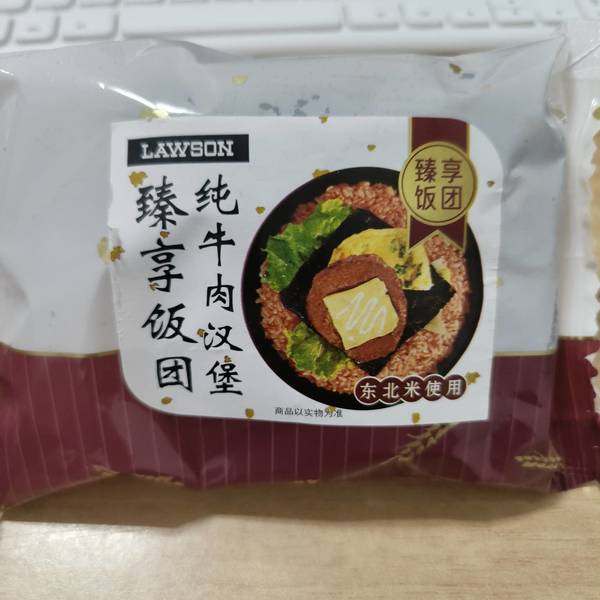 LAWSON
纯牛肉汉堡
臻享饭团
臻享
饭团
东北米使用
商品以实物为准